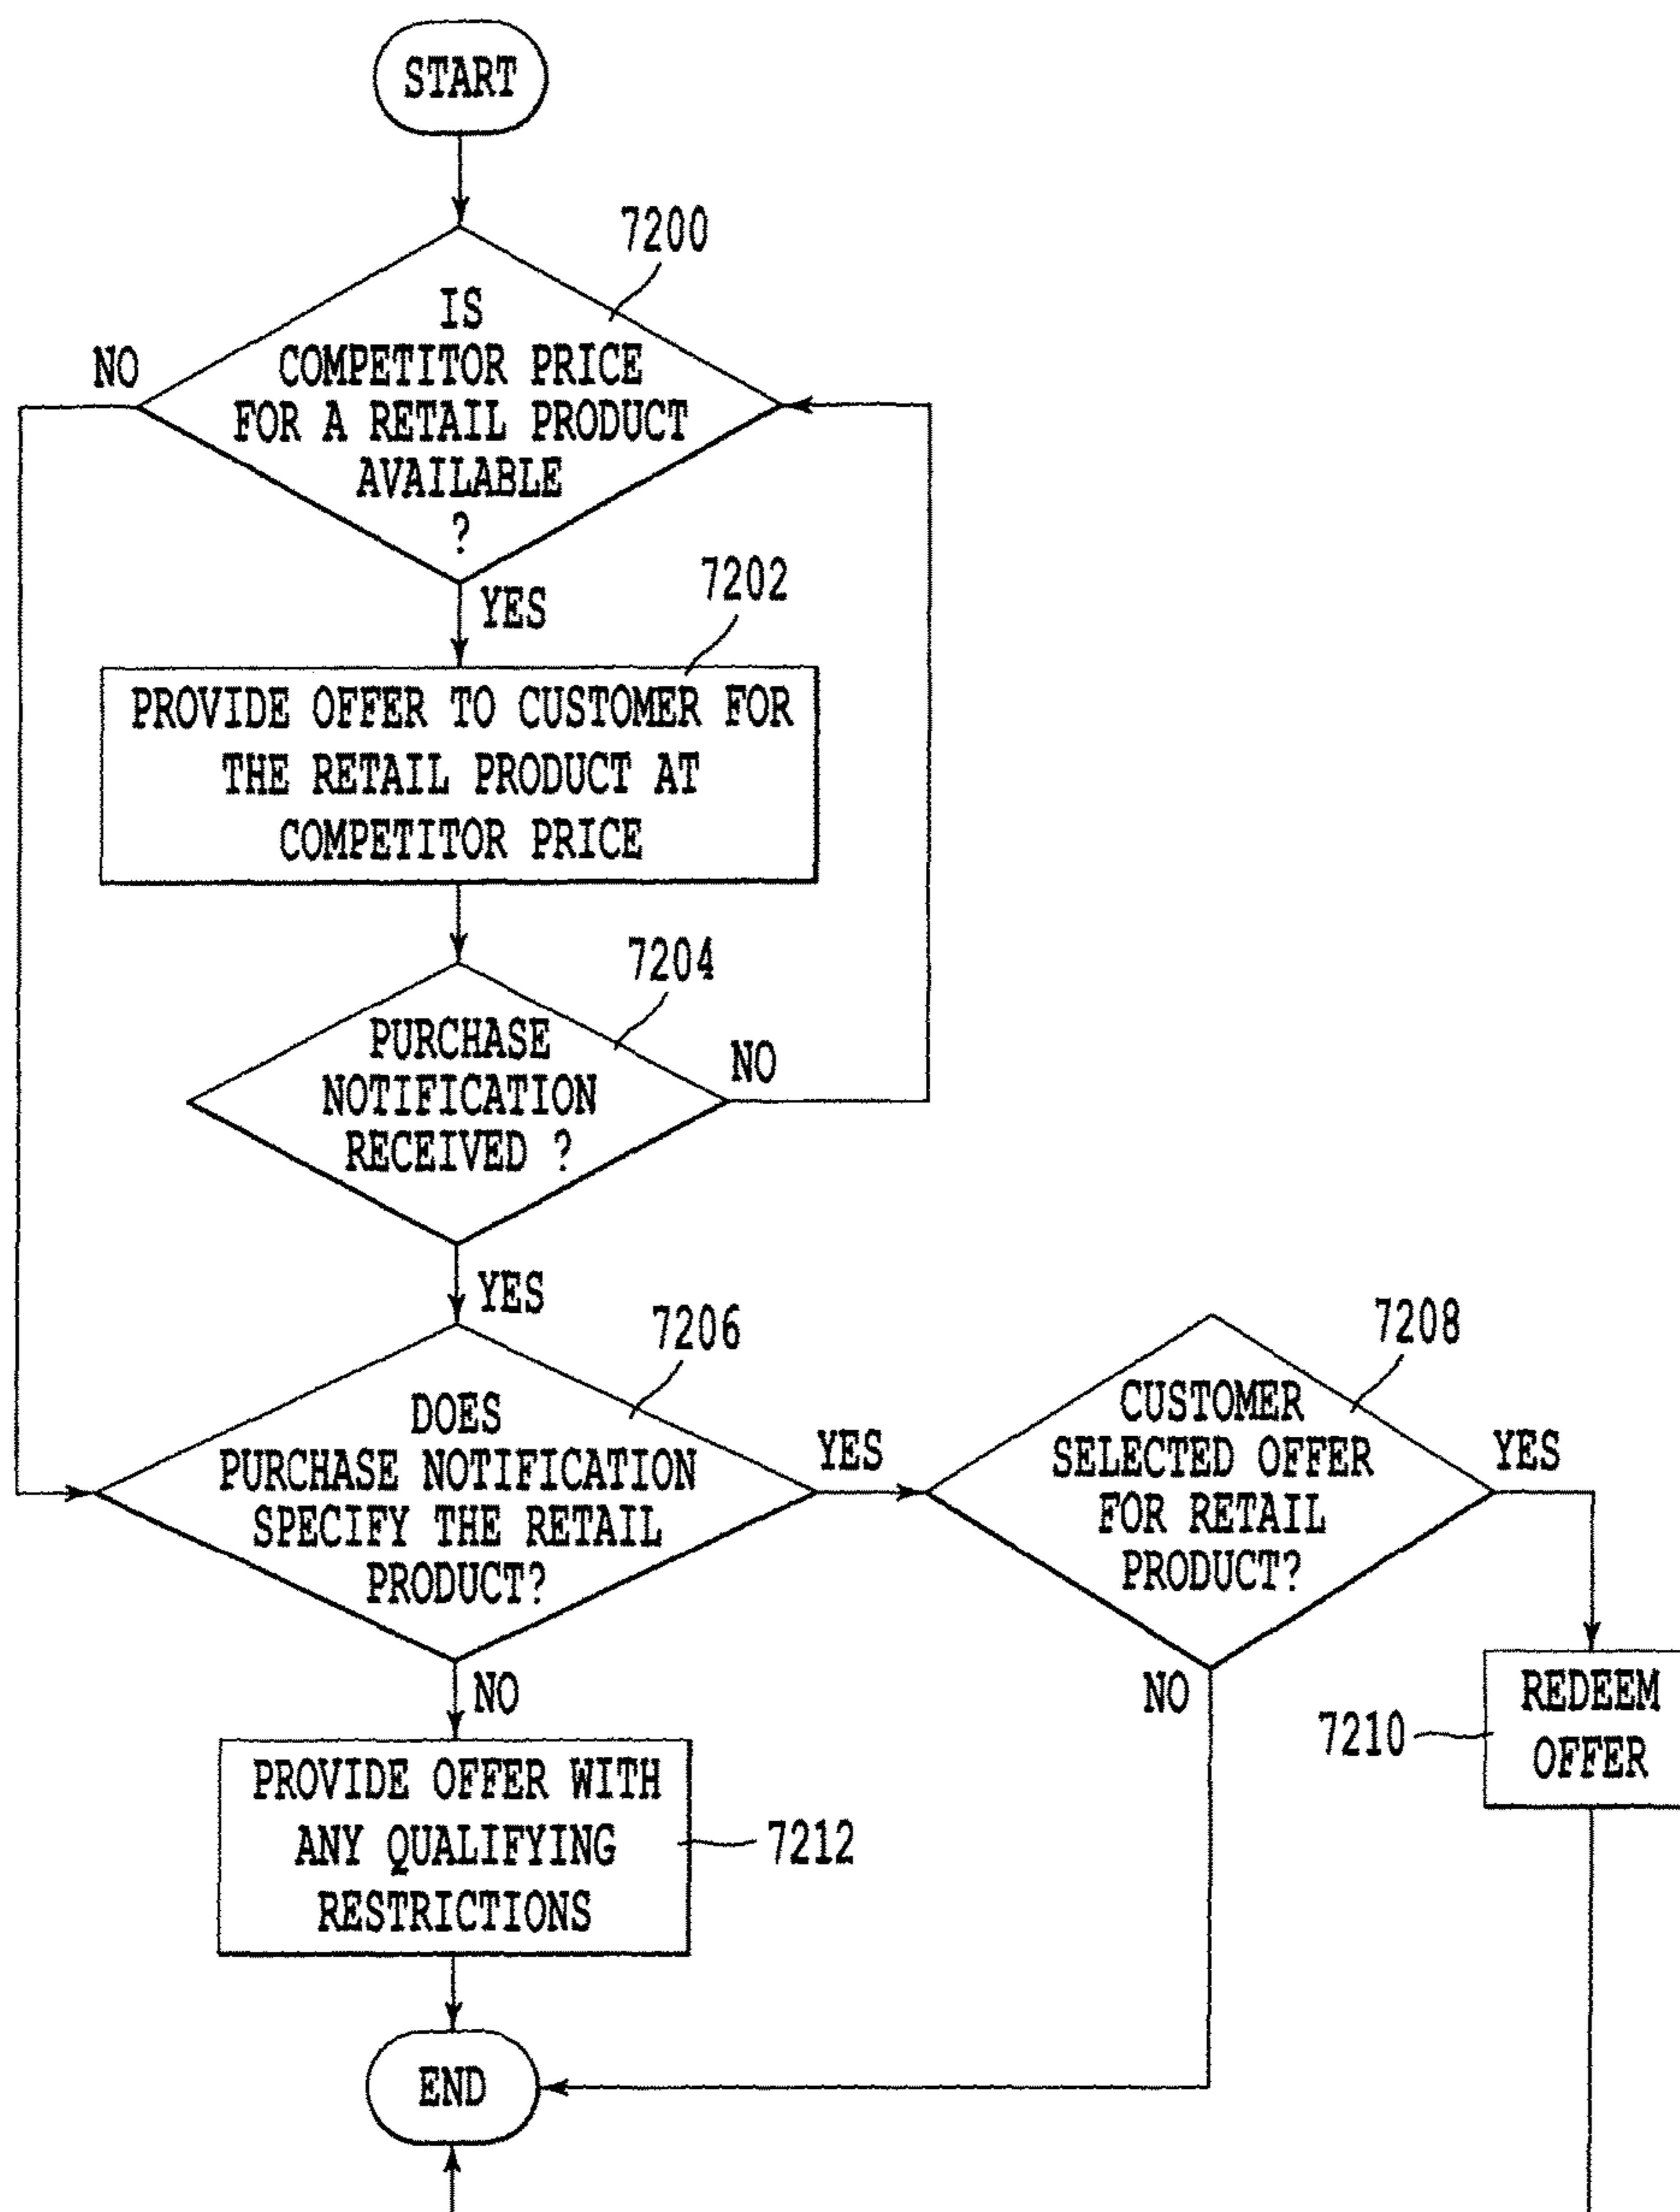 START
7200
IS
COMPETITOR PRICE
FOR A RETAIL PRODUCT
AVAILABLE
?
NO
YES
7202
PROVIDE OFFER TO CUSTOMER FOR
THE RETAIL PRODUCT AT
COMPETITOR PRICE
7204
PURCHASE
NOTIFICATION
RECEIVED ?
NO
YES
7206
DOES
PURCHASE NOTIFICATION
SPECIFY THE RETAIL
PRODUCT?
YES
7208
CUSTOMER
SELECTED OFFER
FOR RETAIL
PRODUCT?
YES
NO
NO
REDEEM
OFFER
7210
PROVIDE OFFER WITH
ANY QUALIFYING
RESTRICTIONS
7212
END